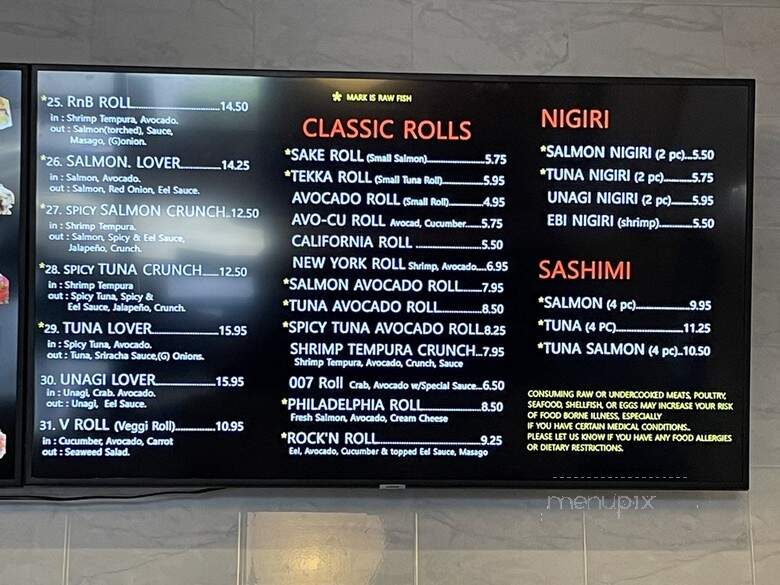 *25. RnB ROLL..........14.50
in : Shrimp Tempura, Avocado.
out : Salmon(torched), Sauce,
Masago, (G)onion.
*26. SALMON. LOVER..........14.25
in : Salmon, Avocado.
out : Salmon, Red Onion, Eel Sauce.
*27. SPICY SALMON CRUNCH..12.50
in : Shrimp Tempura.
out : Salmon, Spicy & Eel Sauce,
Jalapeño, Crunch.
*28. SPICY TUNA CRUNCH.....12.50
in : Shrimp Tempura
out : Spicy Tuna, Spicy &
Eel Sauce, Jalapeño, Crunch.
*29. TUNA LOVER..........15.95
in : Spicy Tuna, Avocado.
out : Tuna, Sriracha Sauce,(G) Onions.
30. UNAGI LOVER..........15.95
in : Unagi, Crab. Avocado.
out: : Unagi, Eel Sauce.
31. V ROLL (Veggi Roll)..........10.95
in : Cucumber, Avocado, Carrot
out : Seaweed Salad.
* MARK IS RAW FISH
CLASSIC ROLLS
*SAKE ROLL (Small Salmon)..........5.75
*TEKKA ROLL (Small Tuna Roll)..........5.95
AVOCADO ROLL (Small Roll)..........4.95
AVO-CU ROLL Avocad, Cucumber.....5.75
CALIFORNIA ROLL ..........5.50
NEW YORK ROLL Shrimp, Avocado....6.95
*SALMON AVOCADO ROLL.....7.95
*TUNA AVOCADO ROLL..........8.50
*SPICY TUNA AVOCADO ROLL.8.25
SHRIMP TEMPURA CRUNCH..7.95
Shrimp Tempura, Avocado, Crunch, Sauce
007 Roll Crab, Avocado w/Special Sauce...6.50
*PHILADELPHIA ROLL..........8.50
Fresh Salmon, Avocado, Cream Cheese
*ROCK'N ROLL..........9.25
Eel, Avocado, Cucumber & topped Eel Sauce, Masago
NIGIRI
*SALMON NIGIRI (2 pc)...5.50
*TUNA NIGIRI (2 pc)......5.75
UNAGI NIGIRI (2 pc).....5.95
EBI NIGIRI (shrimp)........5.50
SASHIMI
*SALMON (4 pc)..........9.95
*TUNA (4 PC)..........11.25
*TUNA SALMON (4 pc)..10.50
CONSUMING RAW OR UNDERCOOKED MEATS, POULTRY,
SEAFOOD, SHELLFISH, OR EGGS MAY INCREASE YOUR RISK
OF FOOD BORNE ILLNESS, ESPECIALLY
IF YOU HAVE CERTAIN MEDICAL CONDITIONS..
PLEASE LET US KNOW IF YOU HAVE ANY FOOD ALLERGIES
OR DIETARY RESTRICTIONS.
menupix